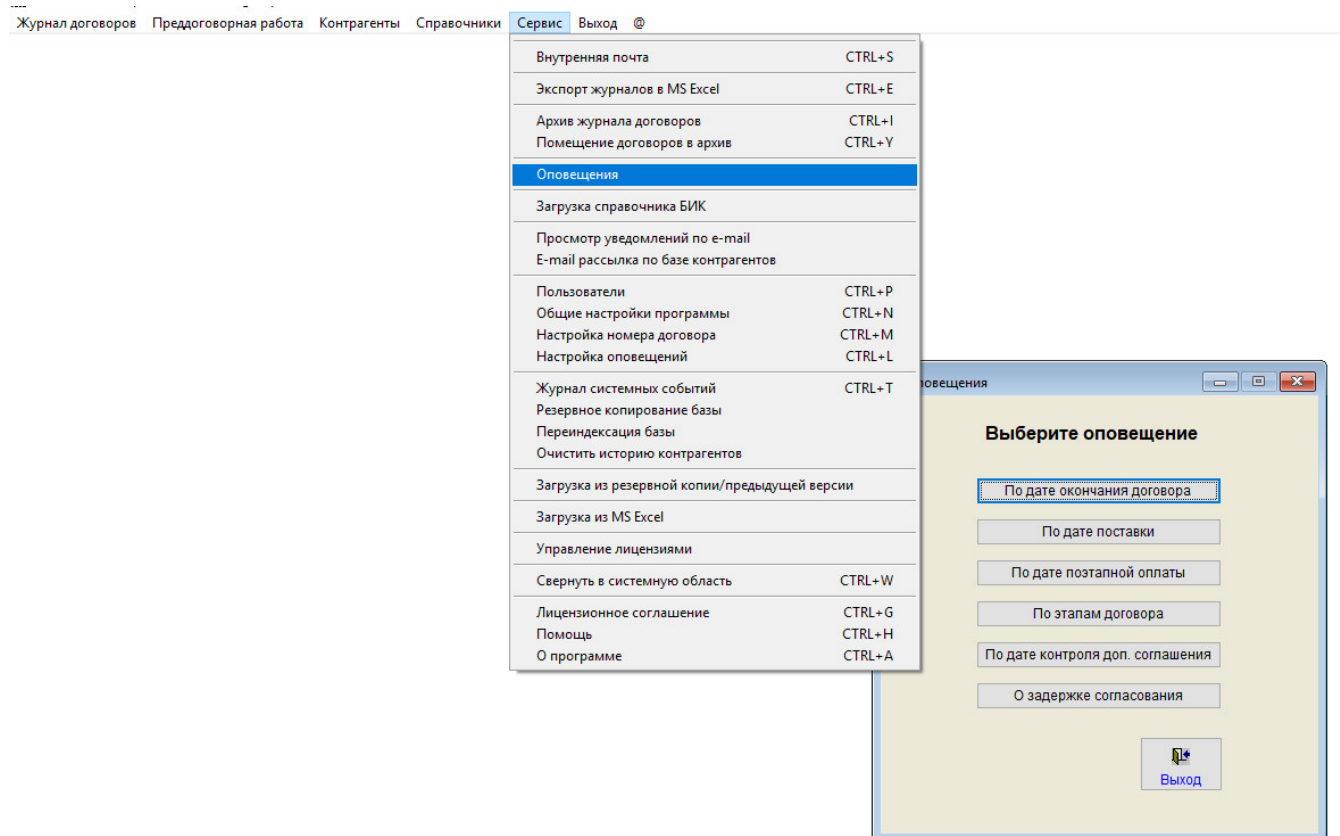 Журнал договоров Преддоговорная работа Контрагенты Справочники Сервис Выход @
Внутренняя почта CTRL+S
Экспорт журналов в MS Excel CTRL+E
Архив журнала договоров CTRL+I
Помещение договоров в архив CTRL+Y
Оповещения
Загрузка справочника БИК
Просмотр уведомлений по e-mail
E-mail рассылка по базе контрагентов
Пользователи CTRL+P
Общие настройки программы CTRL+N
Настройка номера договора CTRL+M
Настройка оповещений CTRL+L
Журнал системных событий CTRL+T
Резервное копирование базы
Переиндексация базы
Очистить историю контрагентов
Загрузка из резервной копии/предыдущей версии
Загрузка из MS Excel
Управление лицензиями
Свернуть в системную область CTRL+W
Лицензионное соглашение CTRL+G
Помощь CTRL+H
О программе CTRL+A
повещения
Выберите оповещение
По дате окончания договора
По дате поставки
По дате поэтапной оплаты
По этапам договора
По дате контроля доп. соглашения
О задержке согласования
Выход